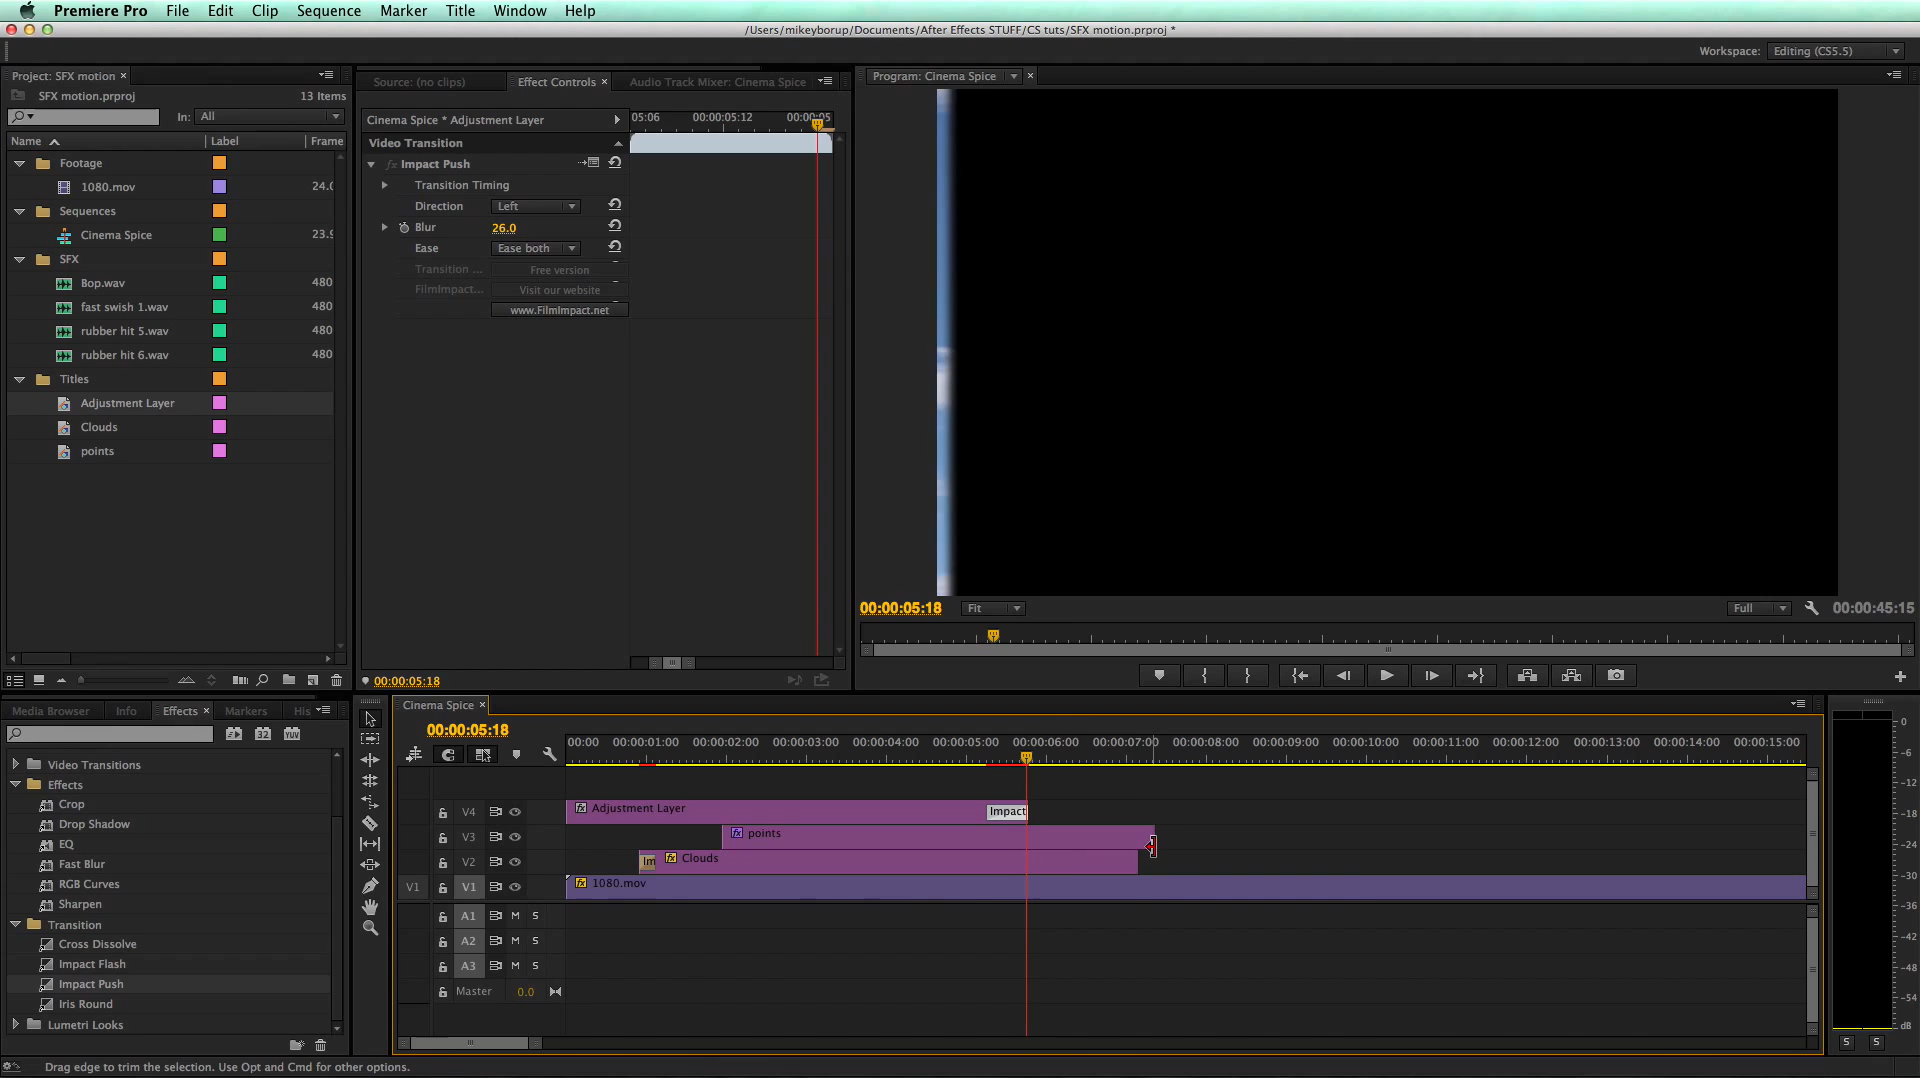 Premiere Pro File Edit Clip Sequence Marker Title Window Help
/Users/mikeyborup/Documents/After Effects STUFF/CS tuts/SFX motion.prproj *
Workspace: Editing (CS5.5)
Project: SFX motion
SFX motion.prproj 13 Items
In: All
Name Label Frame
Footage
1080.mov 24.0
Sequences
Cinema Spice 23.9
SFX
Bop.wav 480
fast swish 1.wav 480
rubber hit 5.wav 480
rubber hit 6.wav 480
Titles
Adjustment Layer
Clouds
points
Source: (no clips) Effect Controls Audio Track Mixer: Cinema Spice
Cinema Spice * Adjustment Layer
05:06 00:00:05:12 00:00:05
Video Transition
fx Impact Push
Transition Timing
Direction Left
Blur 26.0
Ease Ease both
Transition ... Free version
FilmImpact... Visit our website
www.FilmImpact.net
00:00:05:18
Program: Cinema Spice
00:00:05:18 Fit Full 00:00:45:15
Media Browser Info Effects Markers His
32 YUV
Video Transitions
Effects
Crop
Drop Shadow
EQ
Fast Blur
RGB Curves
Sharpen
Transition
Cross Dissolve
Impact Flash
Impact Push
Iris Round
Lumetri Looks
Cinema Spice
00:00:05:18
00:00 00:00:01:00 00:00:02:00 00:00:03:00 00:00:04:00 00:00:05:00 00:00:06:00 00:00:07:00 00:00:08:00 00:00:09:00 00:00:10:00 00:00:11:00 00:00:12:00 00:00:13:00 00:00:14:00 00:00:15:00
V4 fx Adjustment Layer Impact
V3 fx points
V2 Im fx Clouds
V1 V1 fx 1080.mov
A1 M S
A2 M S
A3 M S
Master 0.0
0
-6
-12
-18
-24
-30
-36
-42
-48
-54
dB
S S
Drag edge to trim the selection. Use Opt and Cmd for other options.